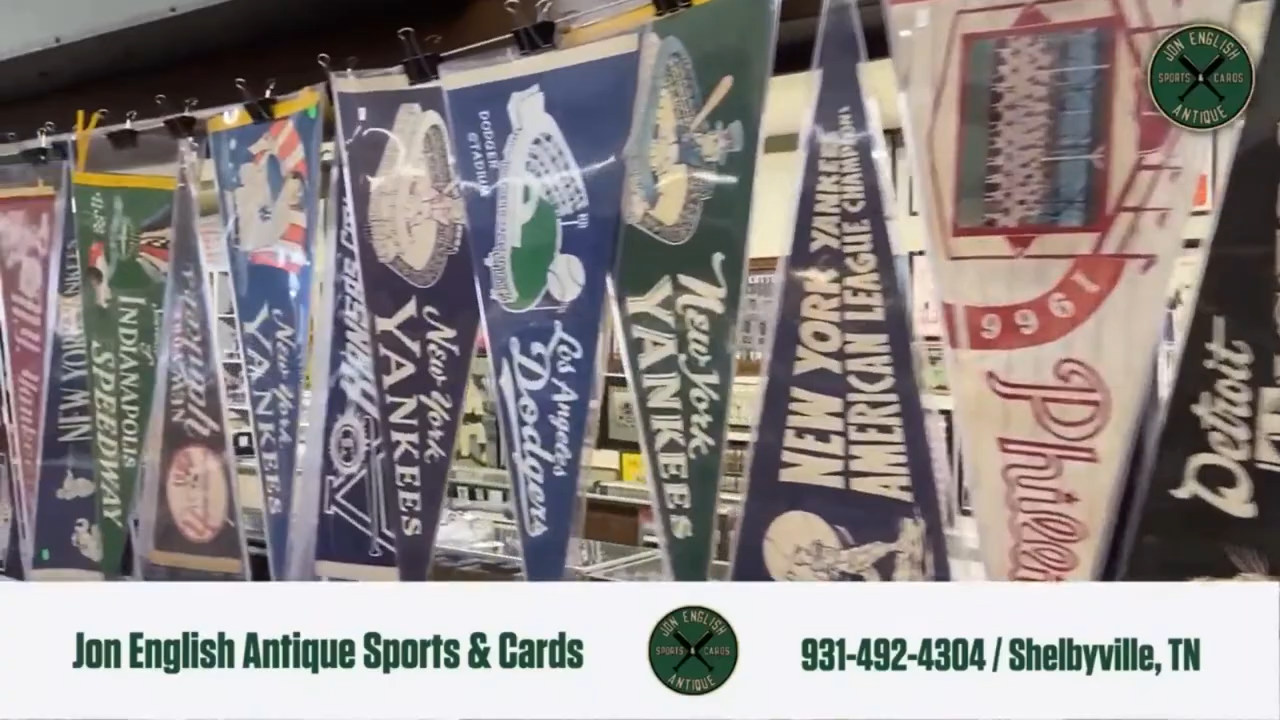 JON ENGLISH
SPORTS & CARDS
ANTIQUE
NEW YORK
INDIANAPOLIS
SPEEDWAY
New York
YANKEES
New York
YANKEES
DODGER
STADIUM
Los Angeles
Dodgers
New York
YANKEES
NEW YORK YANKEES
AMERICAN LEAGUE CHAMPIONS
1966
Detroit
Jon English Antique Sports & Cards
JON ENGLISH
SPORTS & CARDS
ANTIQUE
931-492-4304 / Shelbyville, TN